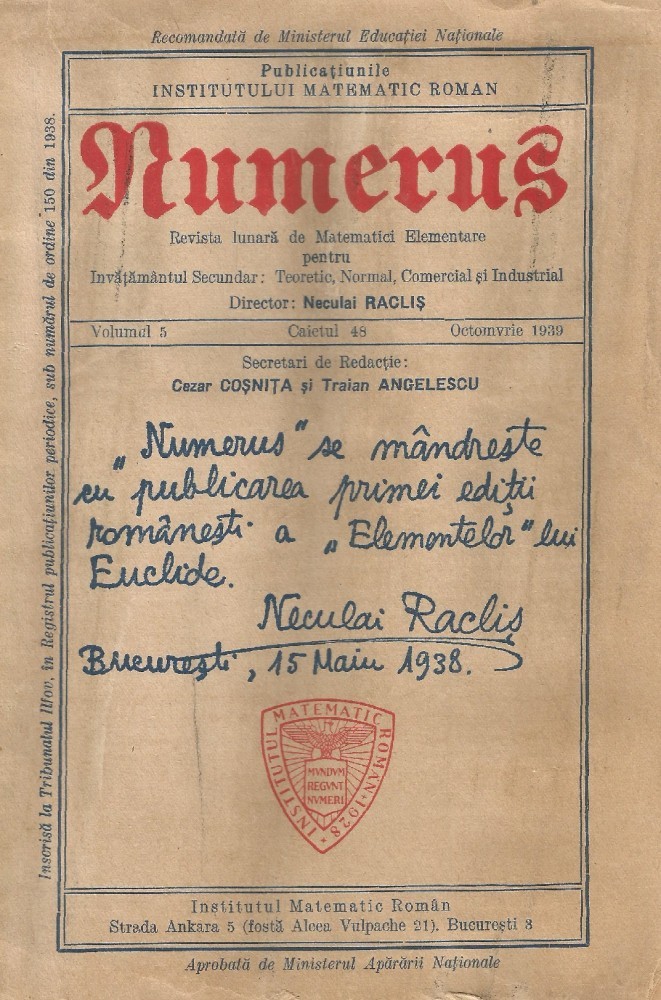 Recomandată de Ministerul Educației Naționale
Publicațiunile
INSTITUTULUI MATEMATIC ROMAN
Numerus
Revista lunară de Matematici Elementare
pentru
Invățământul Secundar: Teoretic, Normal, Comercial și Industrial
Director: Neculai RACLIȘ
Volumul 5 Caietul 48 Octomvrie 1939
Secretari de Redacție:
Cezar COȘNIȚA și Traian ANGELESCU
„Numerus” se mândrește
cu publicarea primei ediții
românești a „Elementelor” lui
Euclide.
Neculai Racliș
București, 15 Maiu 1938.
INSTITUTUL MATEMATIC ROMAN • 1928 •
MVNDVM
REGVNT
NVMERI
Institutul Matematic Român
Strada Ankara 5 (fostă Aleea Vulpache 21). București 3
Aprobată de Ministerul Apărării Naționale
Inscrisă la Tribunalul Ilfov, în Registrul publicațiunilor periodice, sub numărul de ordine 150 din 1938.